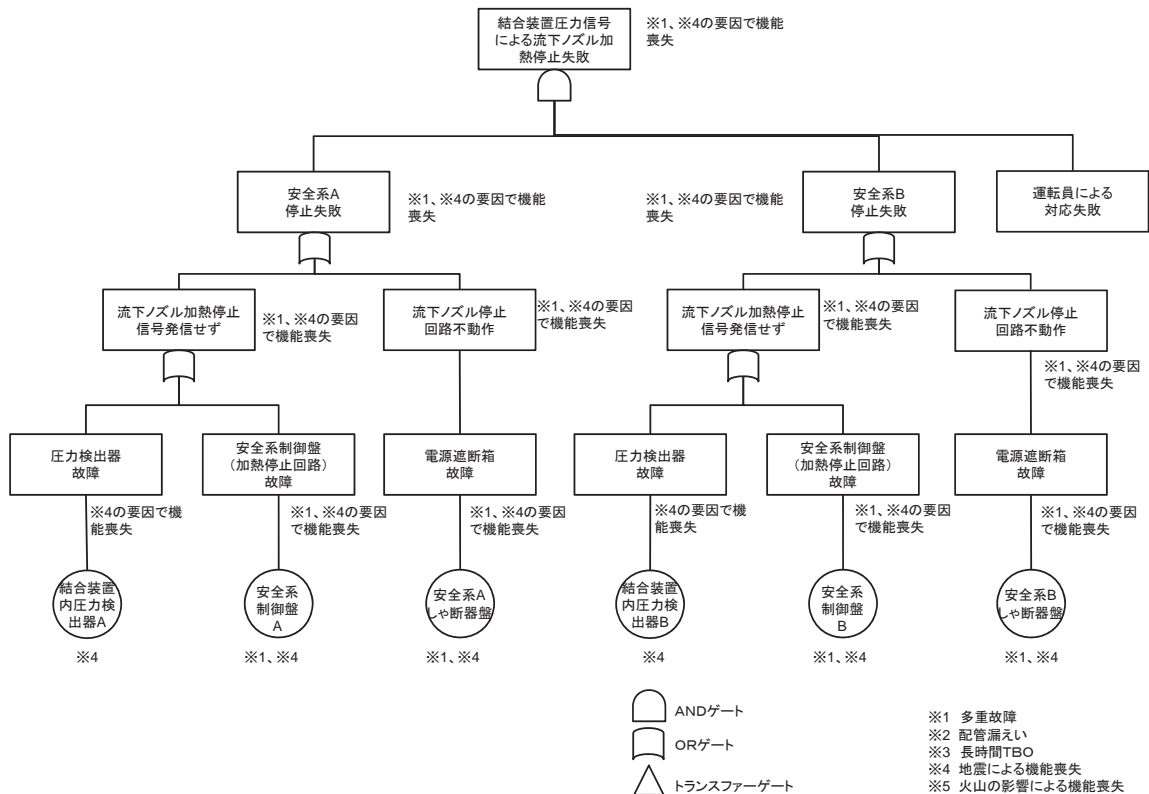 結合装置圧力信号
による流下ノズル加
熱停止失敗
※1、※4の要因で機能
喪失
安全系A
停止失敗
※1、※4の要因で機能
喪失
※1、※4の要因で機能
喪失
安全系B
停止失敗
運転員による
対応失敗
流下ノズル加熱停止
信号発信せず
※1、※4の要因
で機能喪失
流下ノズル停止
回路不動作
※1、※4の要因
で機能喪失
流下ノズル加熱停止
信号発信せず
※1、※4の要因
で機能喪失
流下ノズル停止
回路不動作
※1、※4の要因
で機能喪失
圧力検出器
故障
安全系制御盤
(加熱停止回路)
故障
電源遮断箱
故障
圧力検出器
故障
安全系制御盤
(加熱停止回路)
故障
電源遮断箱
故障
※4の要因で機
能喪失
※1、※4の要因
で機能喪失
※1、※4の要因
で機能喪失
※4の要因で機
能喪失
※1、※4の要因
で機能喪失
※1、※4の要因
で機能喪失
結合装置
内圧力検
出器A
安全系
制御盤
A
安全系A
しゃ断器盤
結合装置
内圧力検
出器B
安全系
制御盤
B
安全系B
しゃ断器盤
※4
※1、※4
※1、※4
※4
※1、※4
※1、※4
ANDゲート
ORゲート
トランスファーゲート
※1 多重故障
※2 配管漏えい
※3 長時間TBO
※4 地震による機能喪失
※5 火山の影響による機能喪失